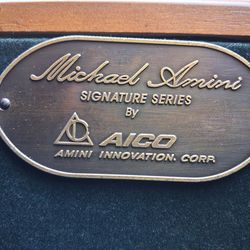 Michael Amini
SIGNATURE SERIES
By
AICO
AMINI INNOVATION. CORP.